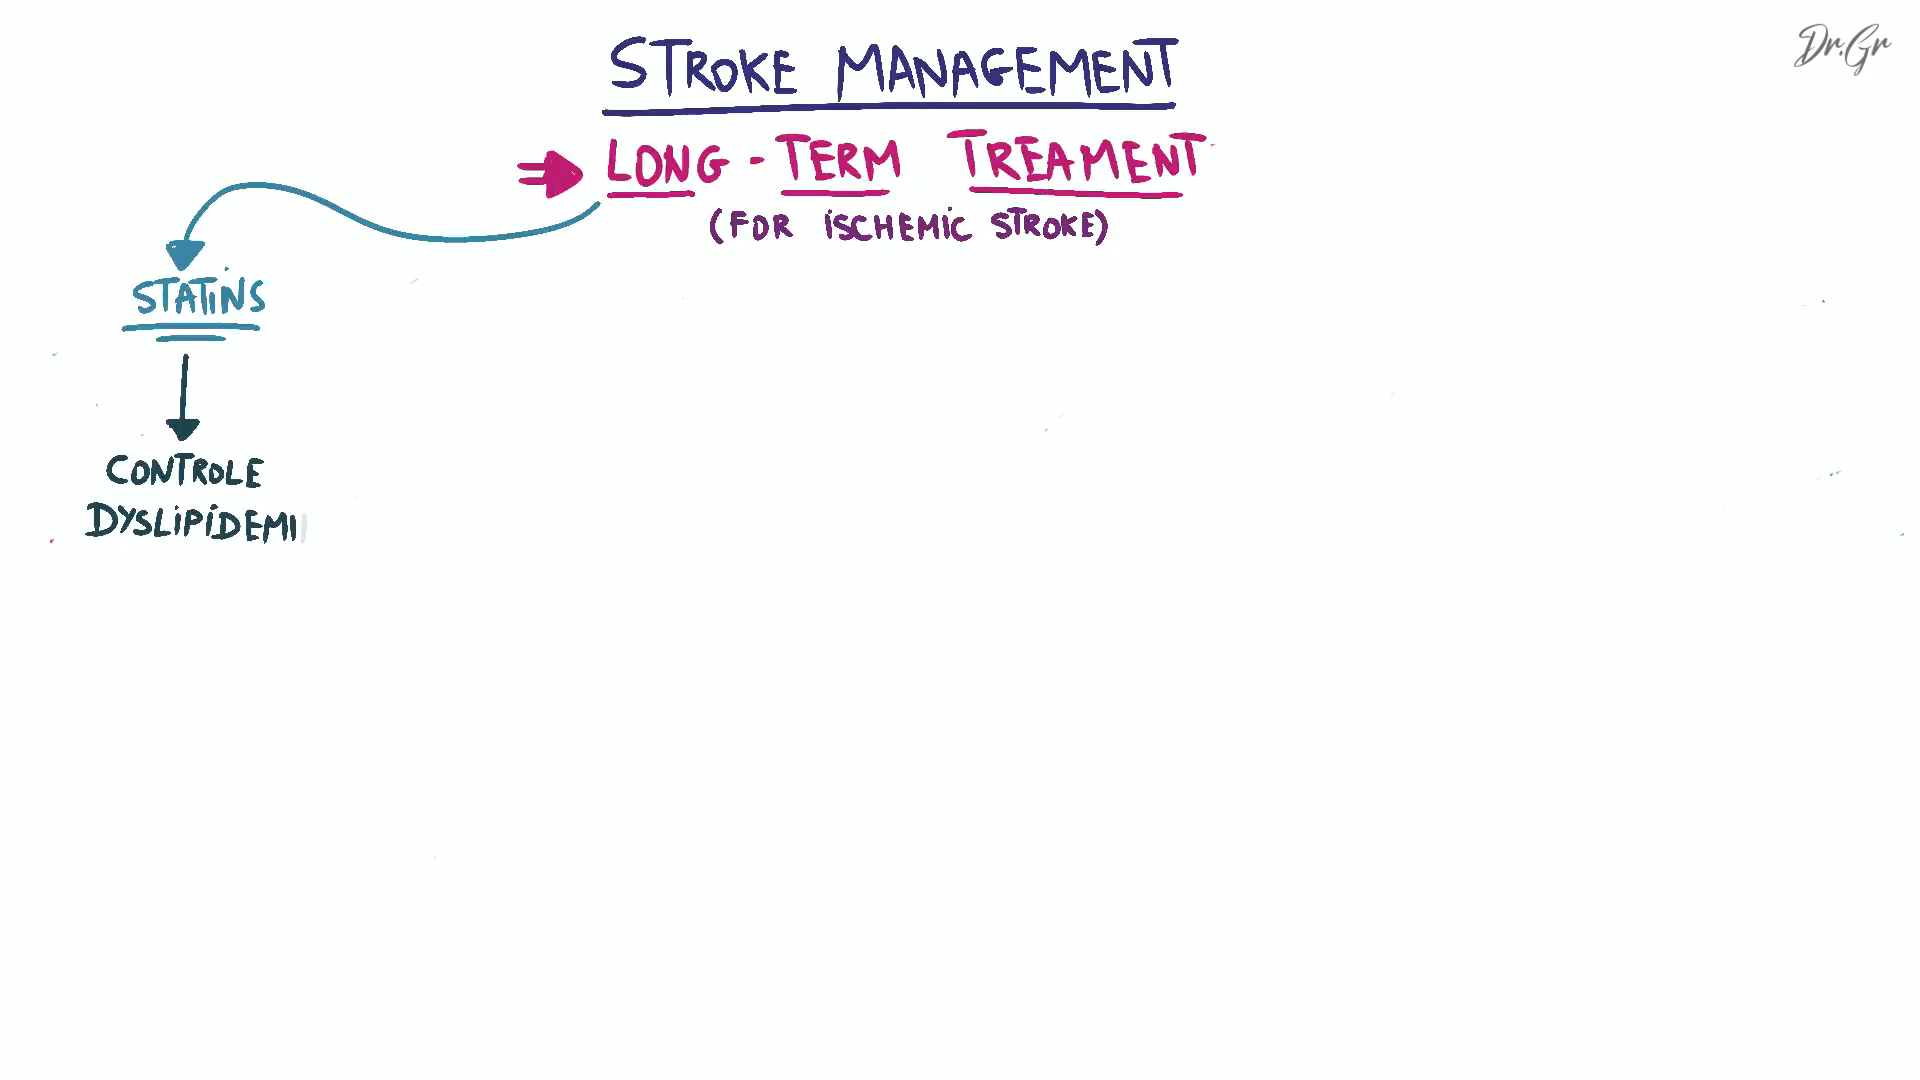 STROKE MANAGEMENT
Dr.Gr
⇒ LONG-TERM TREAMENT
(FOR ISCHEMIC STROKE)
STATINS
CONTROLE
DYSLIPIDEMI